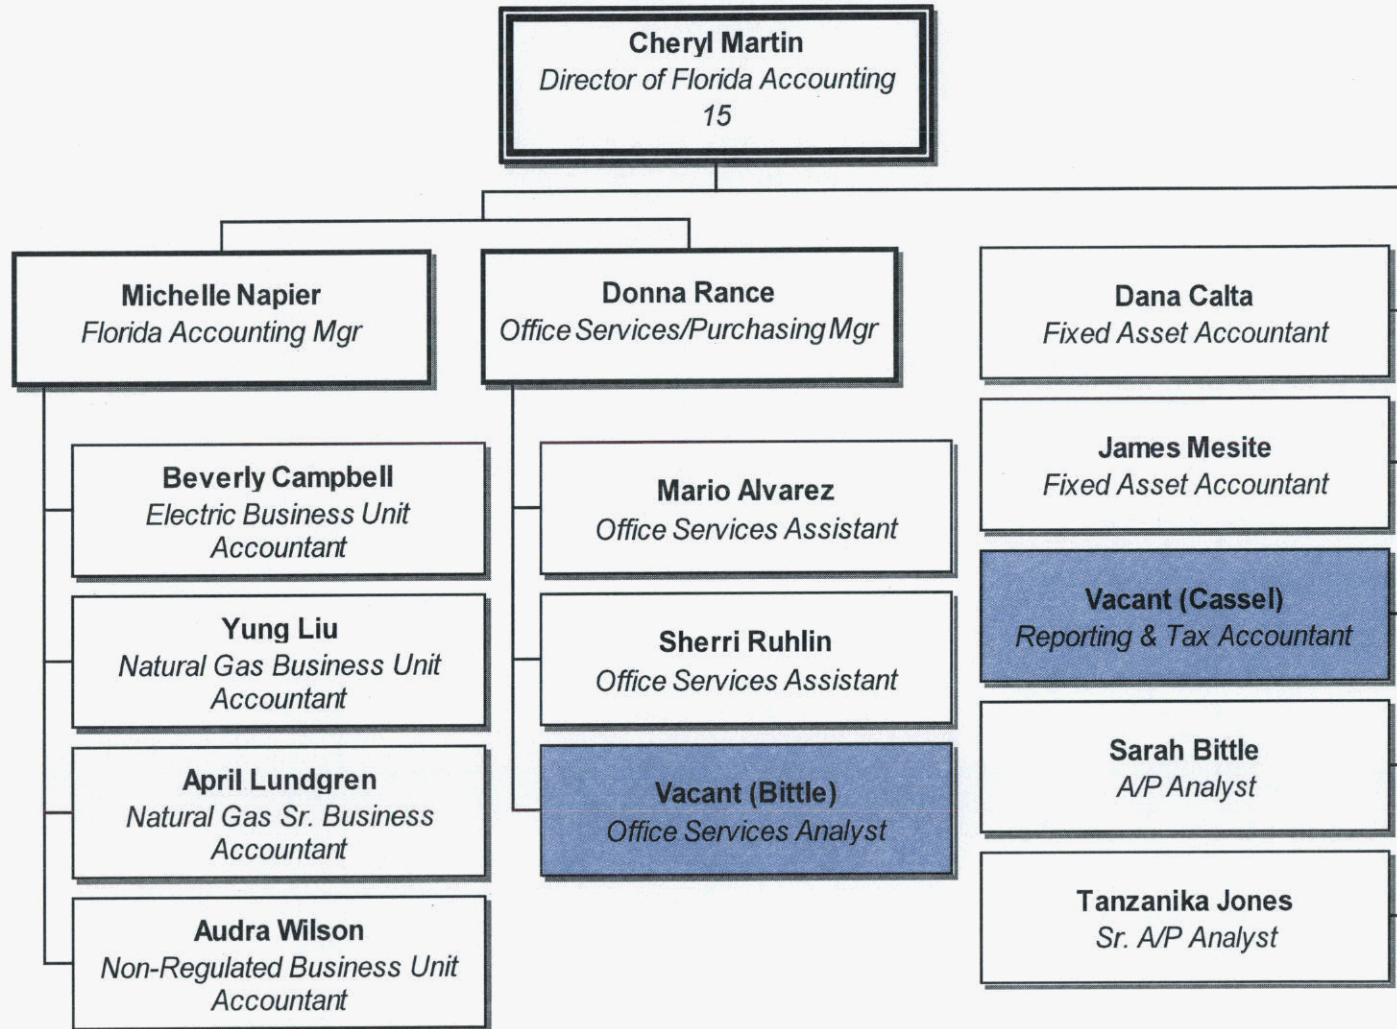 Cheryl Martin
Director of Florida Accounting
15
Michelle Napier
Florida Accounting Mgr
Donna Rance
Office Services/Purchasing Mgr
Dana Calta
Fixed Asset Accountant
James Mesite
Fixed Asset Accountant
Vacant (Cassel)
Reporting & Tax Accountant
Sarah Bittle
A/P Analyst
Tanzanika Jones
Sr. A/P Analyst
Beverly Campbell
Electric Business Unit
Accountant
Yung Liu
Natural Gas Business Unit
Accountant
April Lundgren
Natural Gas Sr. Business
Accountant
Audra Wilson
Non-Regulated Business Unit
Accountant
Mario Alvarez
Office Services Assistant
Sherri Ruhlin
Office Services Assistant
Vacant (Bittle)
Office Services Analyst